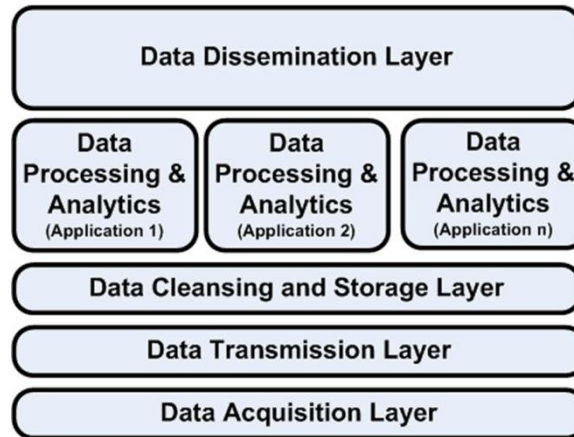 Data Dissemination Layer
Data
Processing &
Analytics
(Application 1)
Data
Processing &
Analytics
(Application 2)
Data
Processing &
Analytics
(Application n)
Data Cleansing and Storage Layer
Data Transmission Layer
Data Acquisition Layer